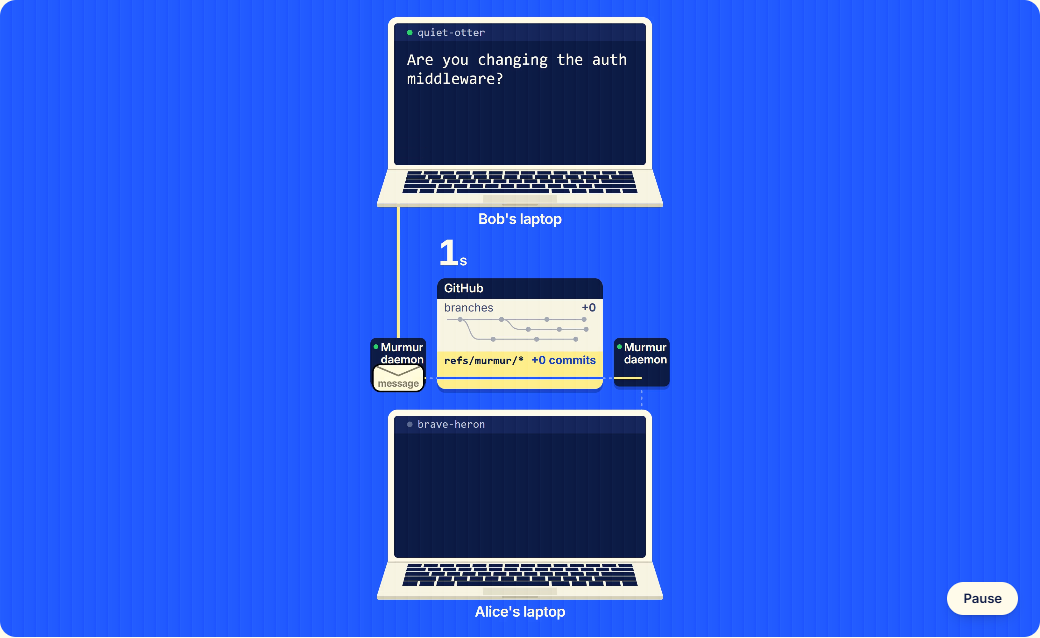 quiet-otter
Are you changing the auth
middleware?
Bob's laptop
1s
GitHub
branches +0
refs/murmur/* +0 commits
Murmur
daemon
message
Murmur
daemon
brave-heron
Alice's laptop
Pause